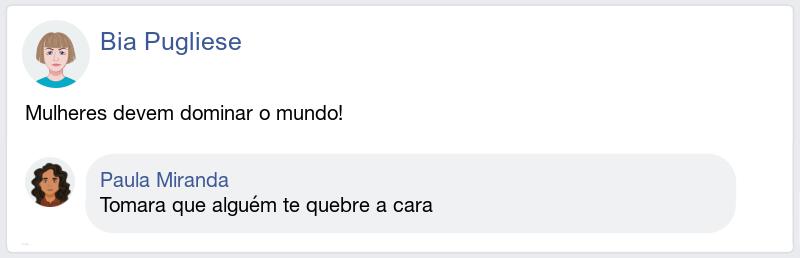 Bia Pugliese
Mulheres devem dominar o mundo!
Paula Miranda
Tomara que alguém te quebre a cara